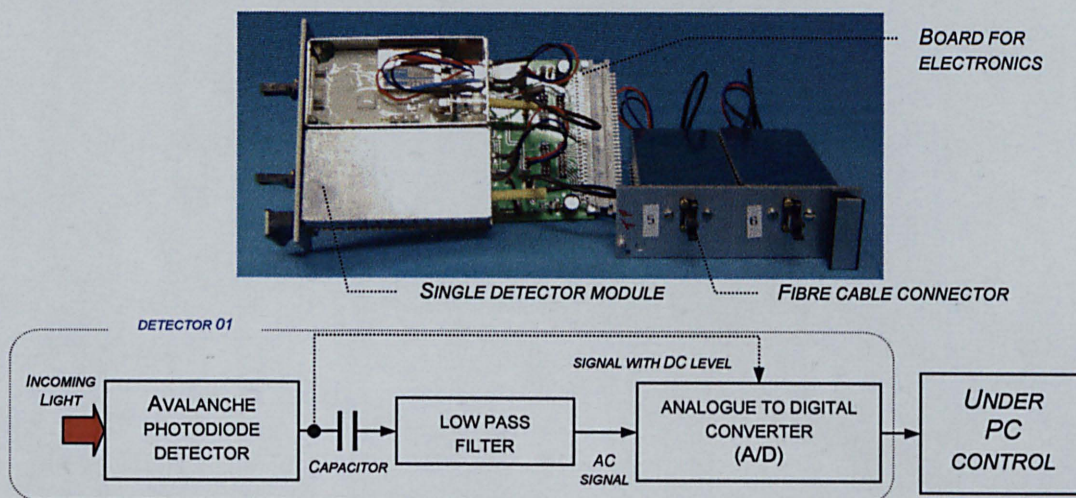 BOARD FOR
ELECTRONICS
5
6
SINGLE DETECTOR MODULE
FIBRE CABLE CONNECTOR
DETECTOR 01
SIGNAL WITH DC LEVEL
INCOMING
LIGHT
AVALANCHE
PHOTODIODE
DETECTOR
CAPACITOR
LOW PASS
FILTER
AC
SIGNAL
ANALOGUE TO DIGITAL
CONVERTER
(A/D)
UNDER
PC
CONTROL